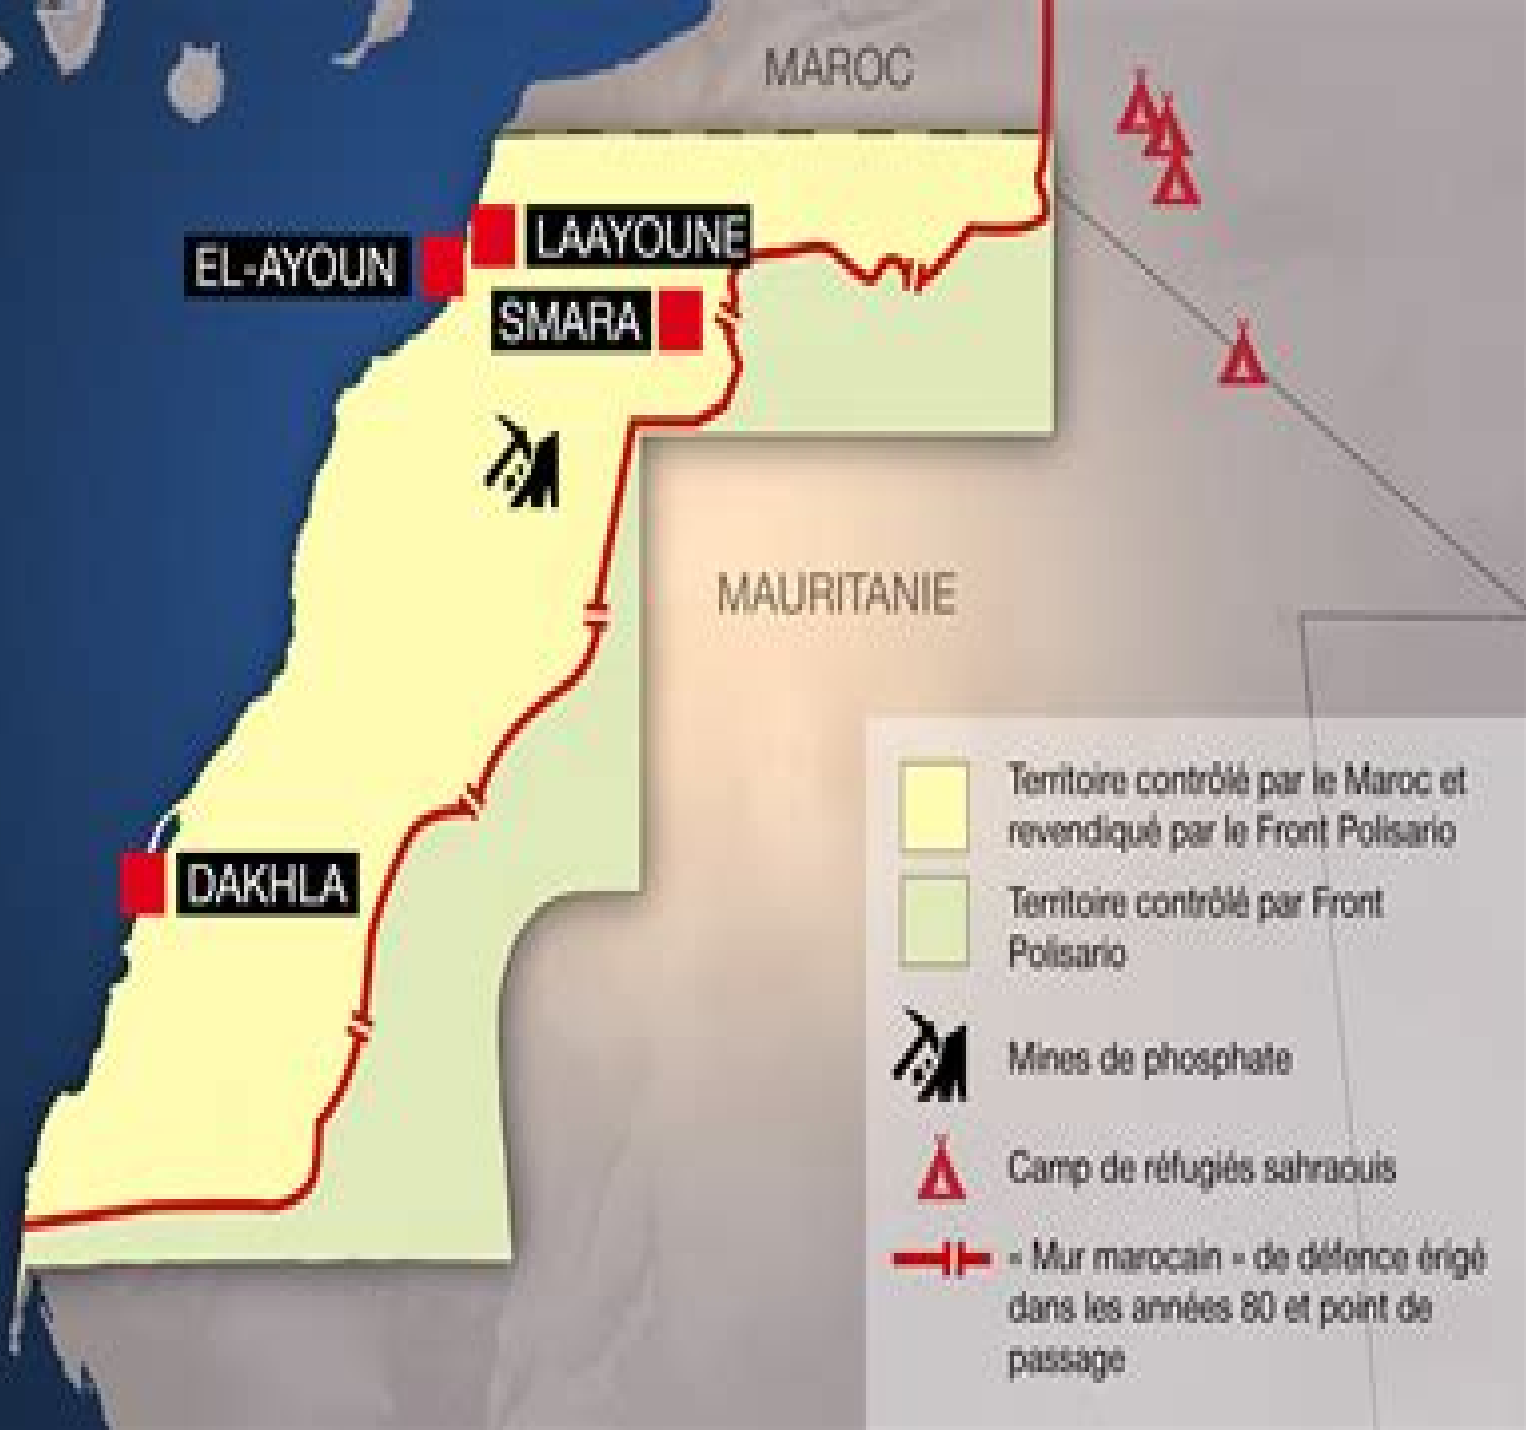 MAROC
LAAYOUNE
EL-AYOUN
SMARA
MAURITANIE
DAKHLA
Territoire contrôlé par le Maroc et
revendiqué par le Front Polisario
Territoire contrôlé par Front
Polisario
Mines de phosphate
Camp de réfugiés sahraouis
« Mur marocain » de défence érigé
dans les années 80 et point de
passage